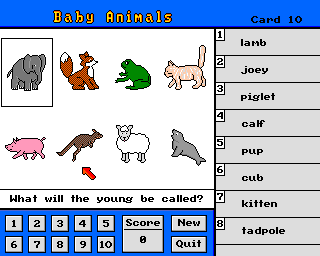 Baby Animals
Card 10
1 lamb
2 joey
3 piglet
4 calf
5 pup
6 cub
7 kitten
8 tadpole
What will the young be called?
1 2 3 4 5 Score New
6 7 8 9 10 0 Quit